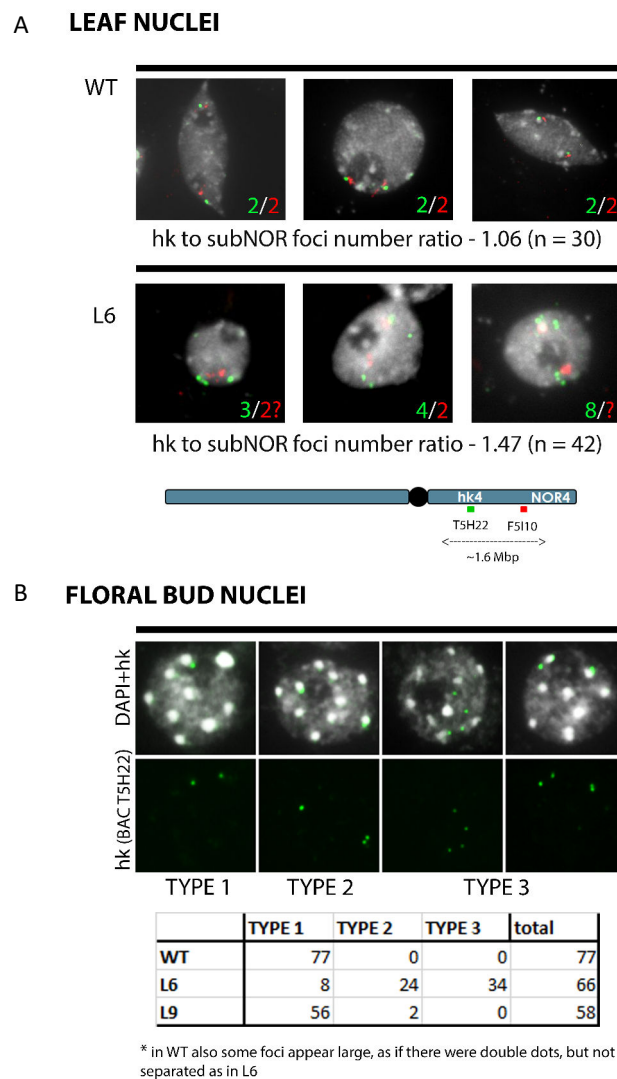 A LEAF NUCLEI
WT
2/2 2/2 2/2
hk to subNOR foci number ratio - 1.06 (n = 30)
L6
3/2? 4/2 8/?
hk to subNOR foci number ratio - 1.47 (n = 42)
hk4 NOR4
T5H22 F5I10
<----------------->
~1.6 Mbp
B FLORAL BUD NUCLEI
DAPI+hk
hk (BAC T5H22)
TYPE 1 TYPE 2 TYPE 3
TYPE 1 TYPE 2 TYPE 3 total
WT 77 0 0 77
L6 8 24 34 66
L9 56 2 0 58
* in WT also some foci appear large, as if there were double dots, but not
separated as in L6